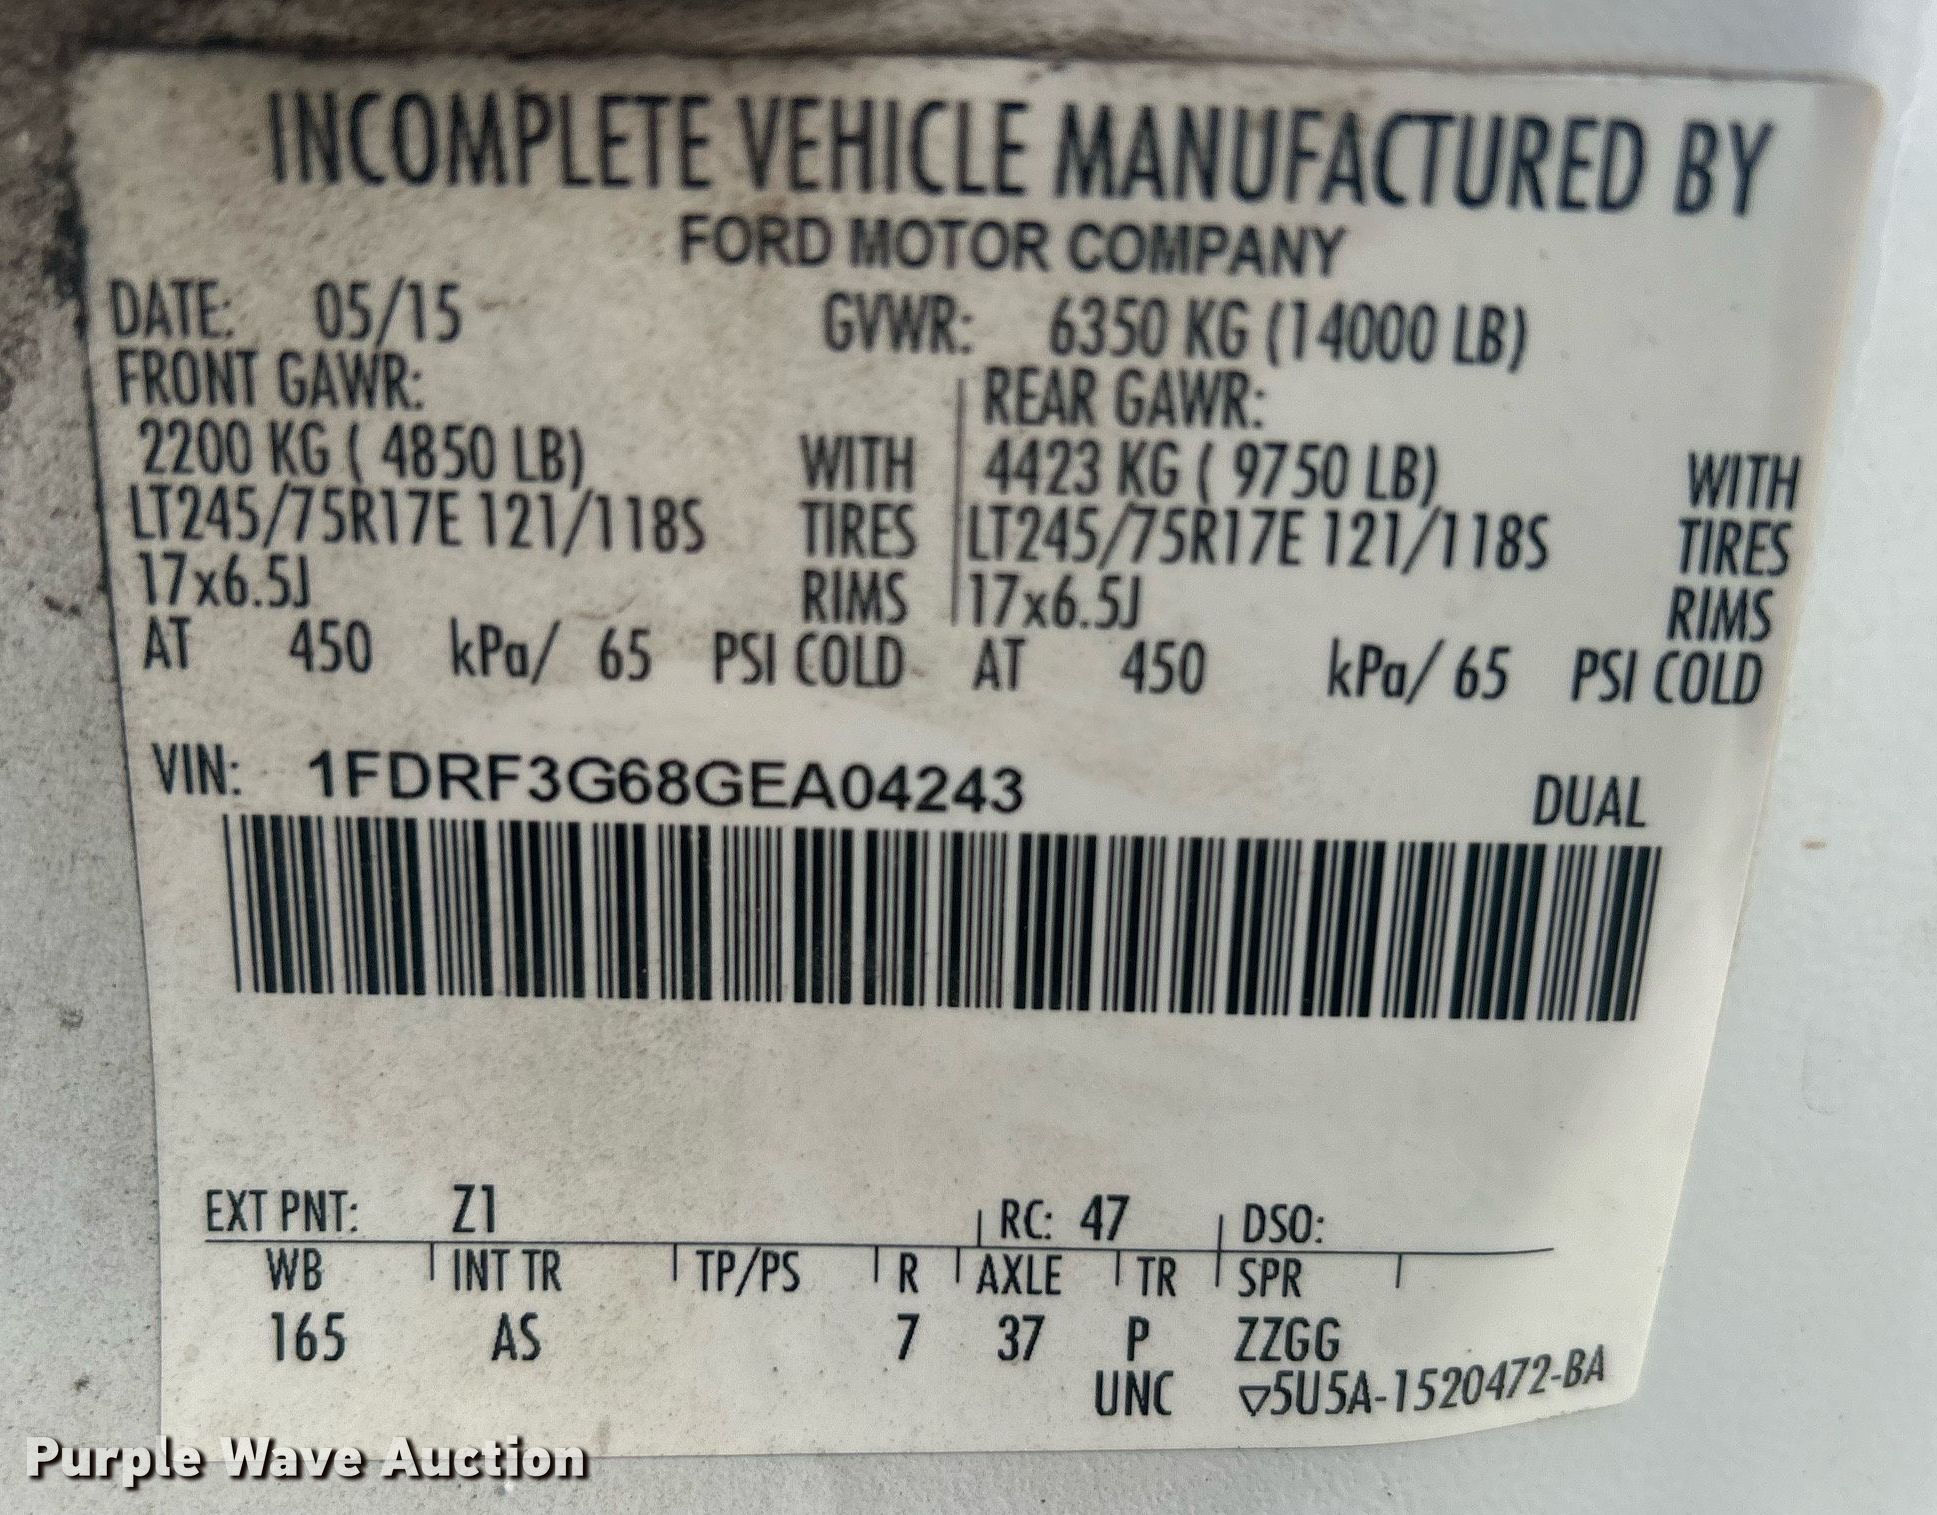 INCOMPLETE VEHICLE MANUFACTURED BY
FORD MOTOR COMPANY
DATE: 05/15 GVWR: 6350 KG (14000 LB)
FRONT GAWR: REAR GAWR:
2200 KG ( 4850 LB) WITH 4423 KG ( 9750 LB) WITH
LT245/75R17E 121/118S TIRES LT245/75R17E 121/118S TIRES
17x6.5J RIMS 17x6.5J RIMS
AT 450 kPa/ 65 PSI COLD AT 450 kPa/ 65 PSI COLD
VIN: 1FDRF3G68GEA04243 DUAL
EXT PNT: Z1 RC: 47 DSO:
WB INT TR TP/PS R AXLE TR SPR
165 AS 7 37 P ZZGG
UNC ▽5U5A-1520472-BA
Purple Wave Auction